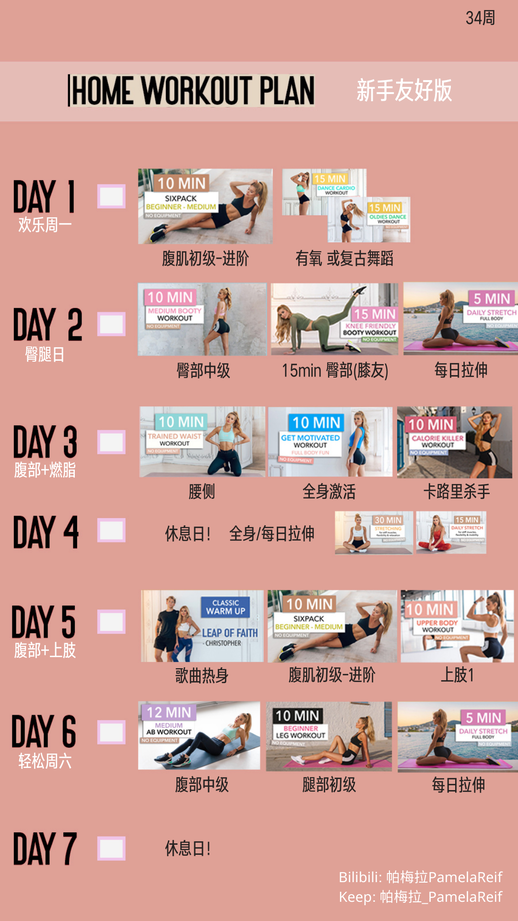 34周
HOME WORKOUT PLAN
新手友好版
DAY 1
欢乐周一
10 MIN
SIXPACK
BEGINNER - MEDIUM
NO EQUIPMENT
腹肌初级-进阶
15 MIN
DANCE CARDIO
WORKOUT
15 MIN
OLDIES DANCE
WORKOUT
有氧 或复古舞蹈
DAY 2
臀腿日
10 MIN
MEDIUM BOOTY
WORKOUT
NO EQUIPMENT
臀部中级
15 MIN
KNEE FRIENDLY
BOOTY WORKOUT
NO EQUIPMENT
15min 臀部(膝友)
5 MIN
DAILY STRETCH
FULL BODY
NO EQUIPMENT
每日拉伸
DAY 3
腹部+燃脂
10 MIN
TRAINED WAIST
WORKOUT
NO EQUIPMENT
腰侧
10 MIN
GET MOTIVATED
WORKOUT
FULL BODY FUN
NO EQUIPMENT
全身激活
10 MIN
CALORIE KILLER
WORKOUT
NO EQUIPMENT
卡路里杀手
DAY 4
休息日! 全身/每日拉伸
30 MIN
STRETCHING
15 MIN
DAILY STRETCH
DAY 5
腹部+上肢
CLASSIC
WARM UP
LEAP OF FAITH
- CHRISTOPHER
歌曲热身
10 MIN
SIXPACK
BEGINNER - MEDIUM
NO EQUIPMENT
腹肌初级-进阶
10 MIN
UPPER BODY
WORKOUT
NO EQUIPMENT
上肢1
DAY 6
轻松周六
12 MIN
MEDIUM
AB WORKOUT
NO EQUIPMENT
腹部中级
10 MIN
BEGINNER
LEG WORKOUT
NO EQUIPMENT
腿部初级
5 MIN
DAILY STRETCH
FULL BODY
NO EQUIPMENT
每日拉伸
DAY 7
休息日!
Bilibili: 帕梅拉PamelaReif
Keep: 帕梅拉_PamelaReif